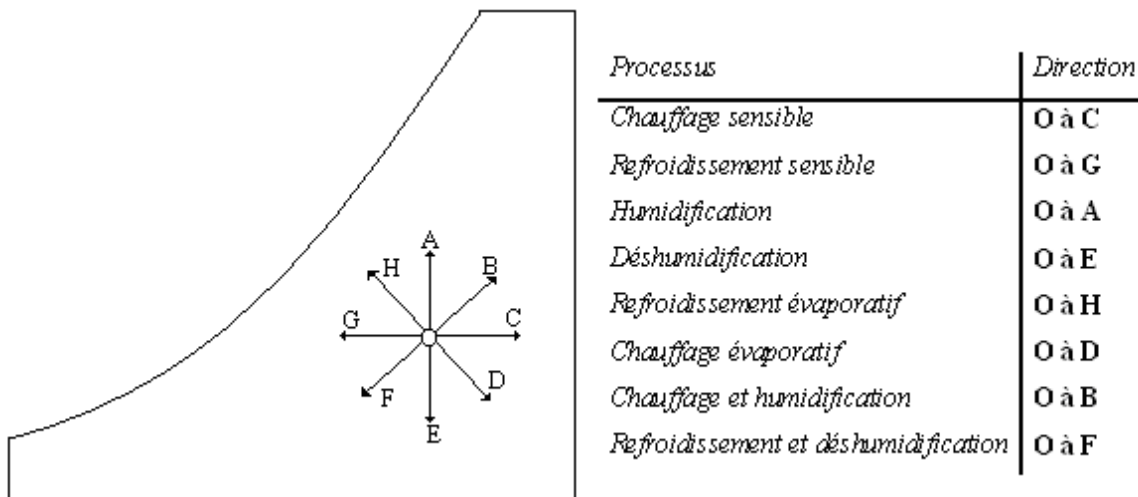 A
H
B
G
C
F
D
E
Processus Direction
Chauffage sensible O à C
Refroidissement sensible O à G
Humidification O à A
Déshumidification O à E
Refroidissement évaporatif O à H
Chauffage évaporatif O à D
Chauffage et humidification O à B
Refroidissement et déshumidification O à F